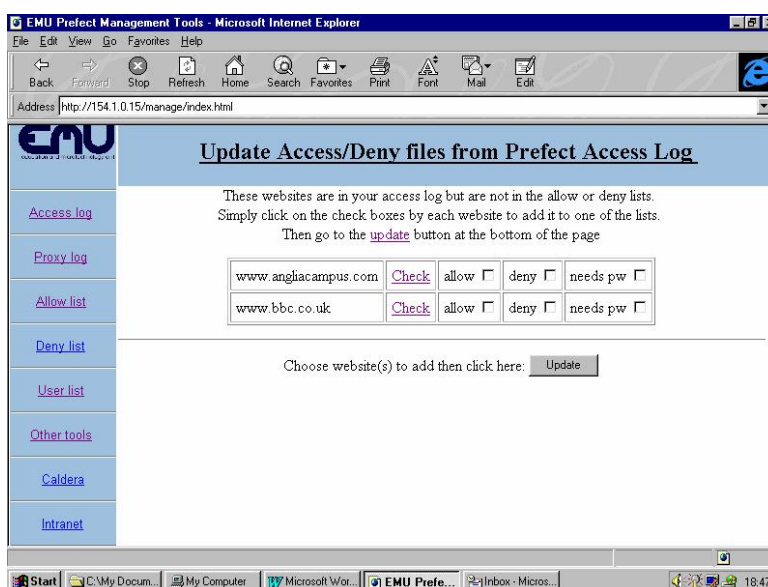 EMU Prefect Management Tools - Microsoft Internet Explorer
File Edit View Go Favorites Help
Back Forward Stop Refresh Home Search Favorites Print Font Mail Edit
Address http://154.1.0.15/manage/index.html
EMU
Update Access/Deny files from Prefect Access Log
These websites are in your access log but are not in the allow or deny lists.
Simply click on the check boxes by each website to add it to one of the lists.
Then go to the update button at the bottom of the page
www.angliacampus.com Check allow deny needs pw
www.bbc.co.uk Check allow deny needs pw
Choose website(s) to add then click here: Update
Access log
Proxy log
Allow list
Deny list
User list
Other tools
Caldera
Intranet
Start C:\My Docum... My Computer Microsoft Wor... EMU Prefe... Inbox - Micros...